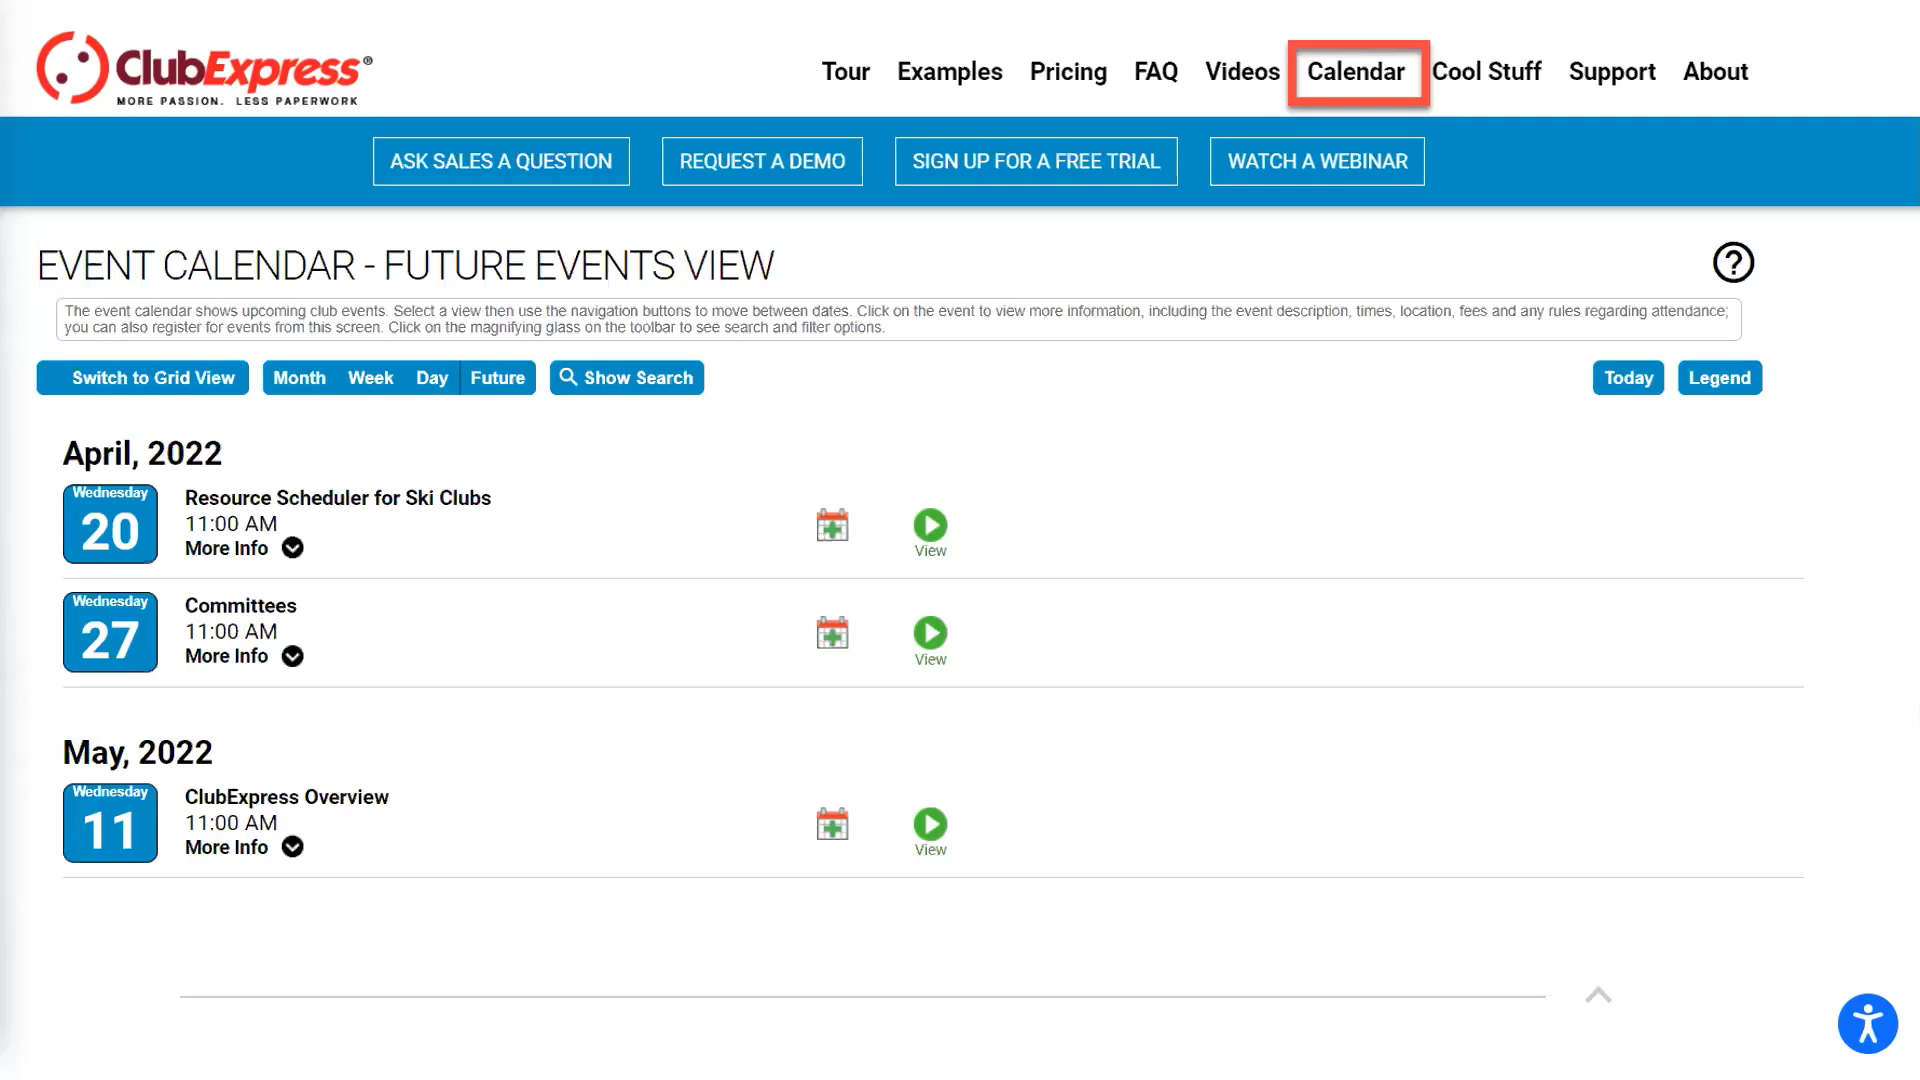 ClubExpress®
MORE PASSION. LESS PAPERWORK
Tour Examples Pricing FAQ Videos Calendar Cool Stuff Support About
ASK SALES A QUESTION REQUEST A DEMO SIGN UP FOR A FREE TRIAL WATCH A WEBINAR
EVENT CALENDAR - FUTURE EVENTS VIEW
?
The event calendar shows upcoming club events. Select a view then use the navigation buttons to move between dates. Click on the event to view more information, including the event description, times, location, fees and any rules regarding attendance;
you can also register for events from this screen. Click on the magnifying glass on the toolbar to see search and filter options.
Switch to Grid View Month Week Day Future Show Search Today Legend
April, 2022
Wednesday
20
Resource Scheduler for Ski Clubs
11:00 AM
More Info
View
Wednesday
27
Committees
11:00 AM
More Info
View
May, 2022
Wednesday
11
ClubExpress Overview
11:00 AM
More Info
View